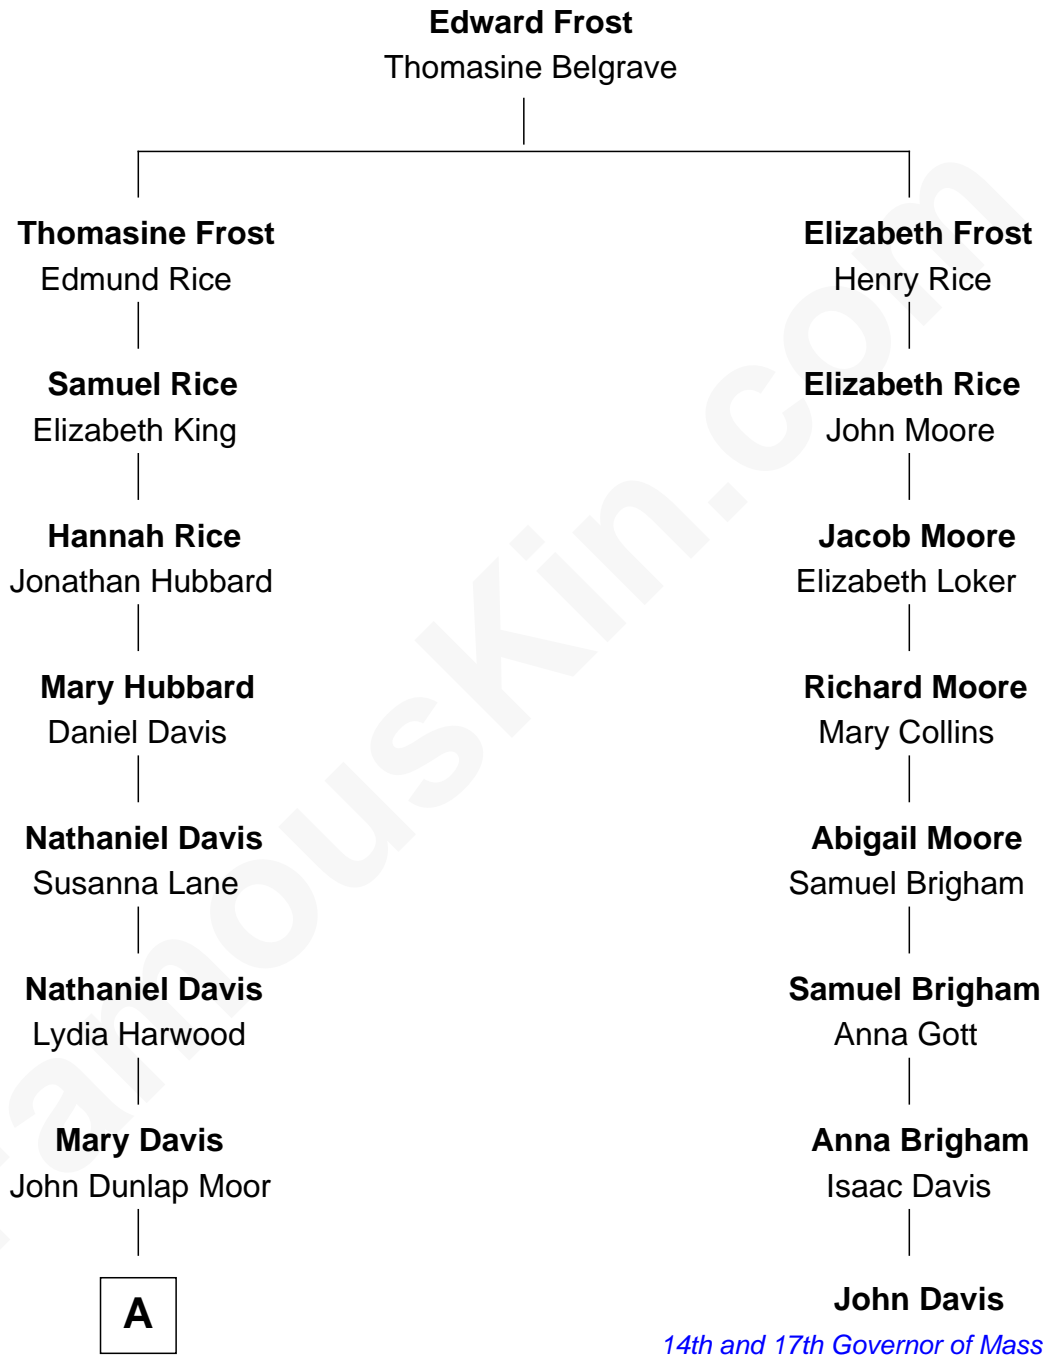 Edward Frost
Thomasine Belgrave
Thomasine Frost
Edmund Rice
Samuel Rice
Elizabeth King
Hannah Rice
Jonathan Hubbard
Mary Hubbard
Daniel Davis
Nathaniel Davis
Susanna Lane
Nathaniel Davis
Lydia Harwood
Mary Davis
John Dunlap Moor
A
Elizabeth Frost
Henry Rice
Elizabeth Rice
John Moore
Jacob Moore
Elizabeth Loker
Richard Moore
Mary Collins
Abigail Moore
Samuel Brigham
Samuel Brigham
Anna Gott
Anna Brigham
Isaac Davis
John Davis
14th and 17th Governor of Mass
FamousKin.com